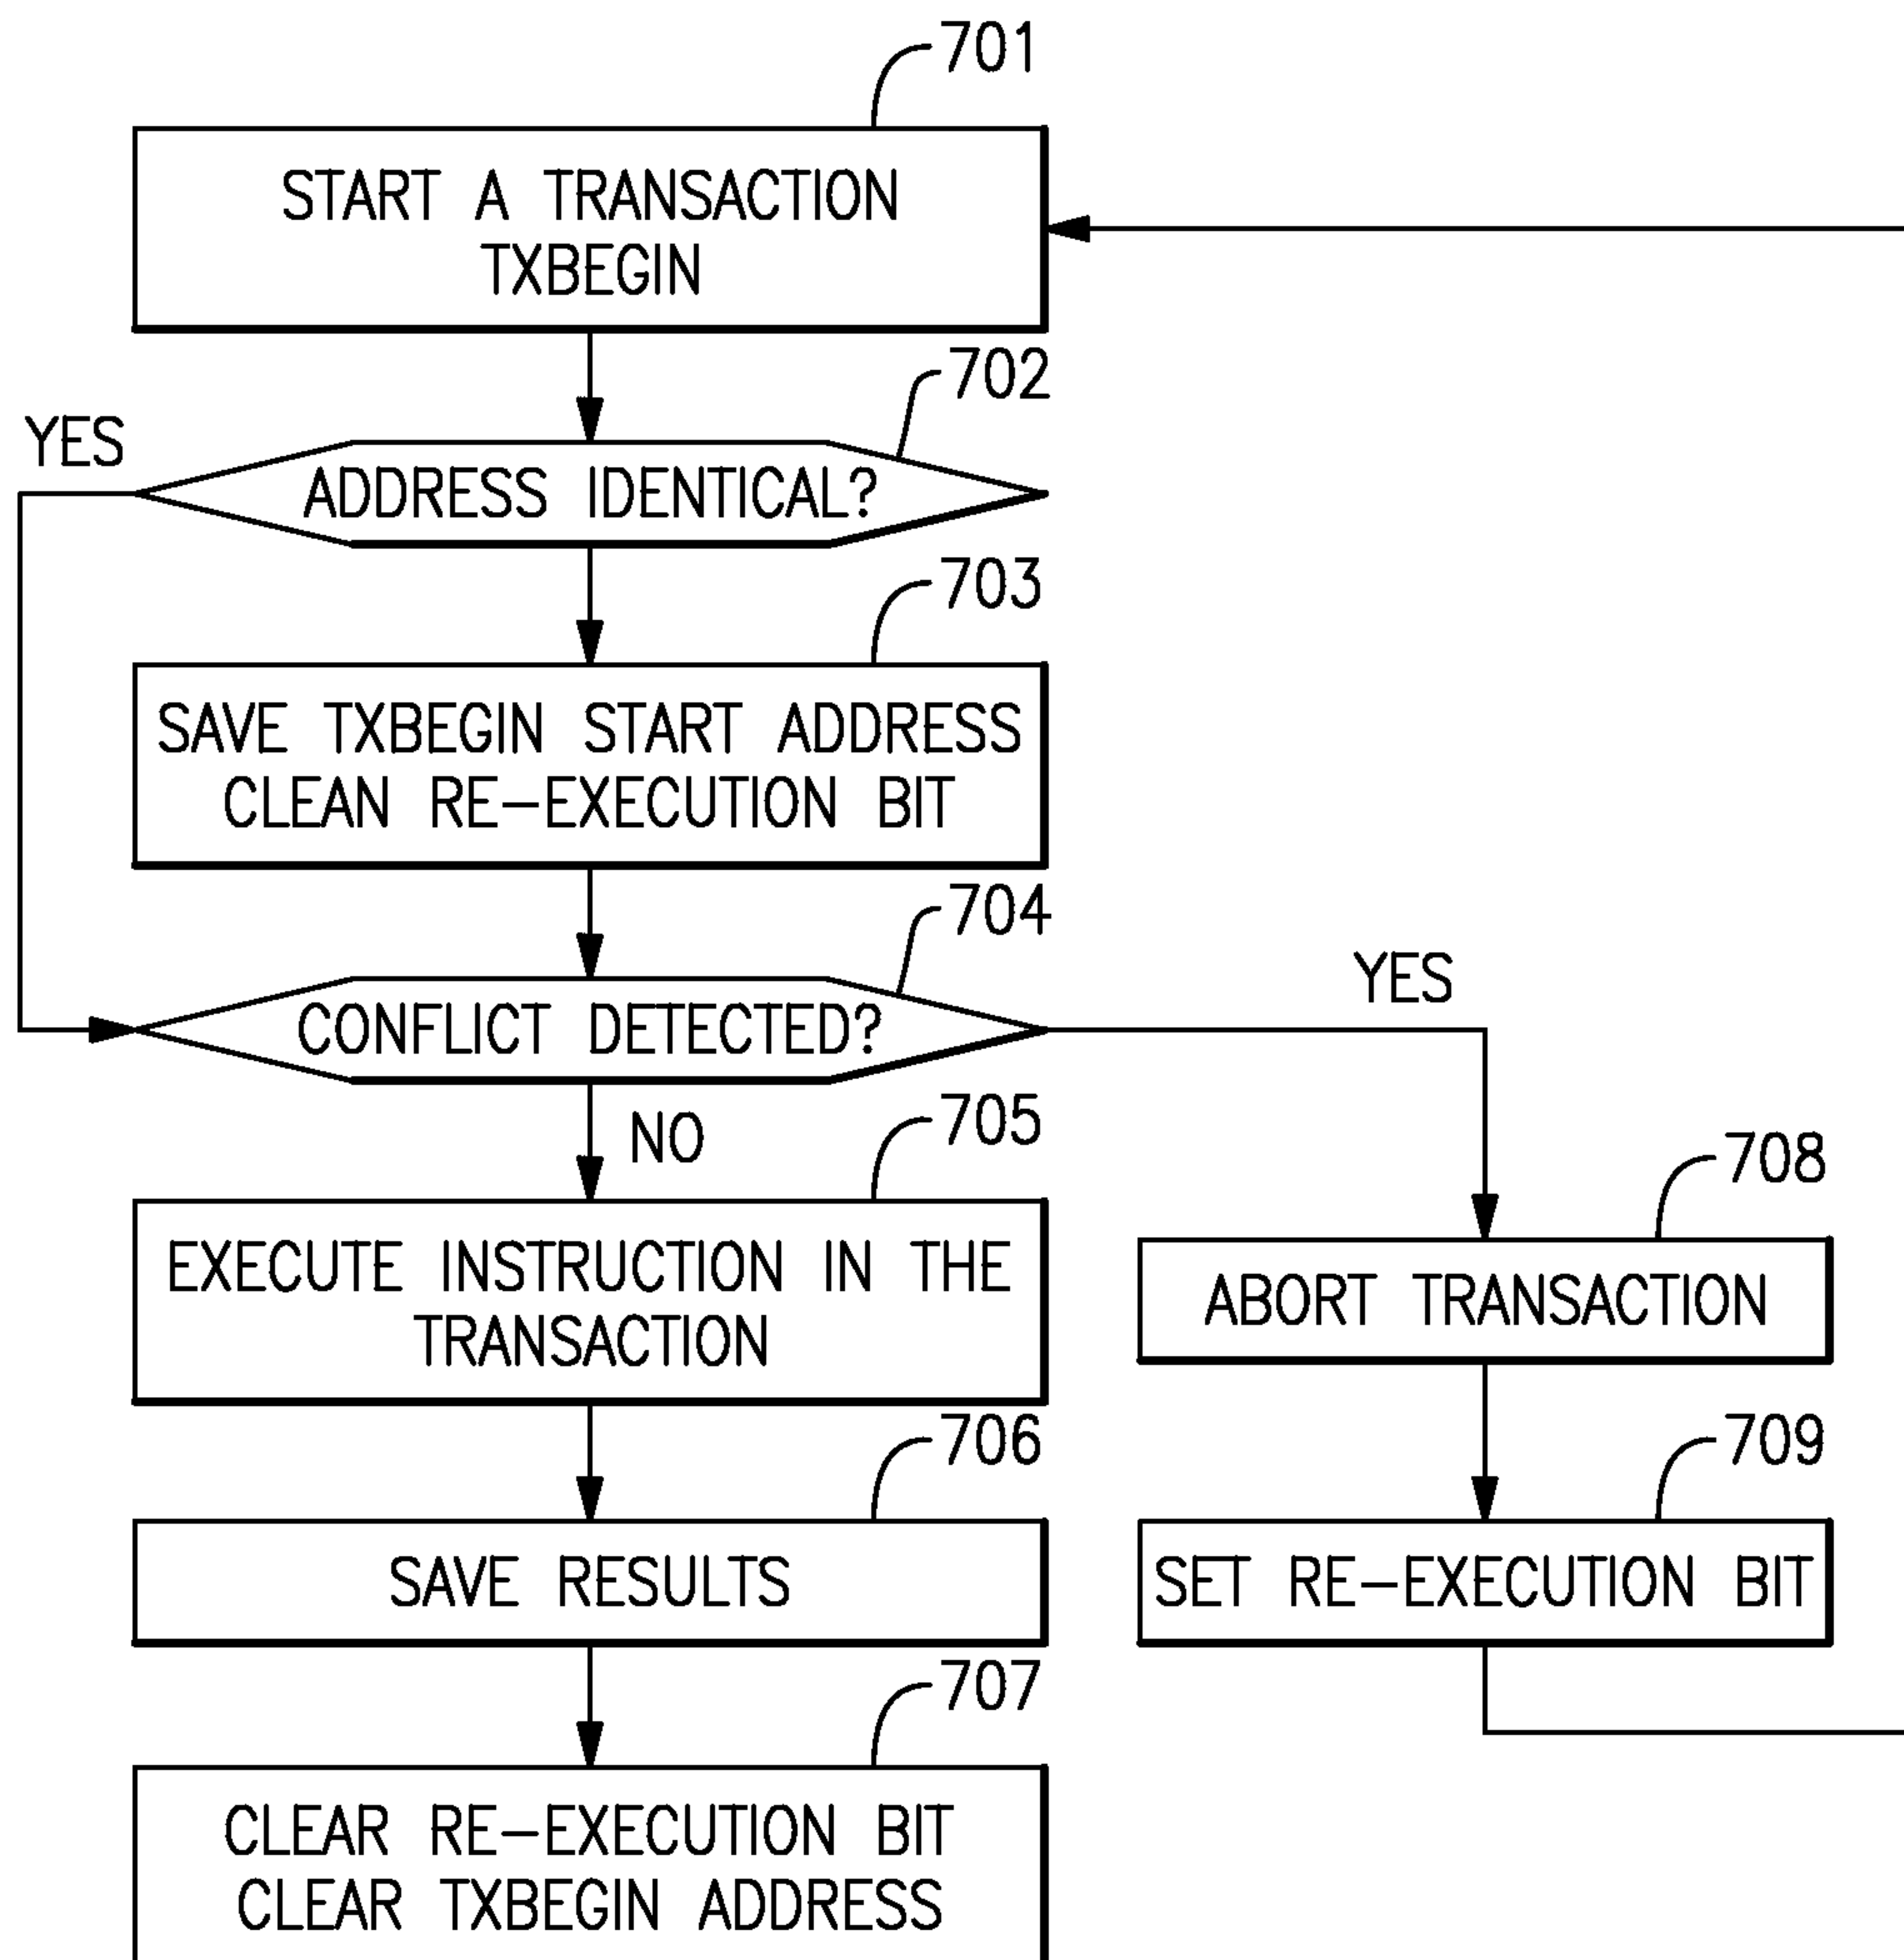 701
START A TRANSACTION
TXBEGIN
702
YES
ADDRESS IDENTICAL?
703
SAVE TXBEGIN START ADDRESS
CLEAN RE-EXECUTION BIT
704
CONFLICT DETECTED?
YES
NO
705
EXECUTE INSTRUCTION IN THE
TRANSACTION
708
ABORT TRANSACTION
706
SAVE RESULTS
709
SET RE-EXECUTION BIT
707
CLEAR RE-EXECUTION BIT
CLEAR TXBEGIN ADDRESS